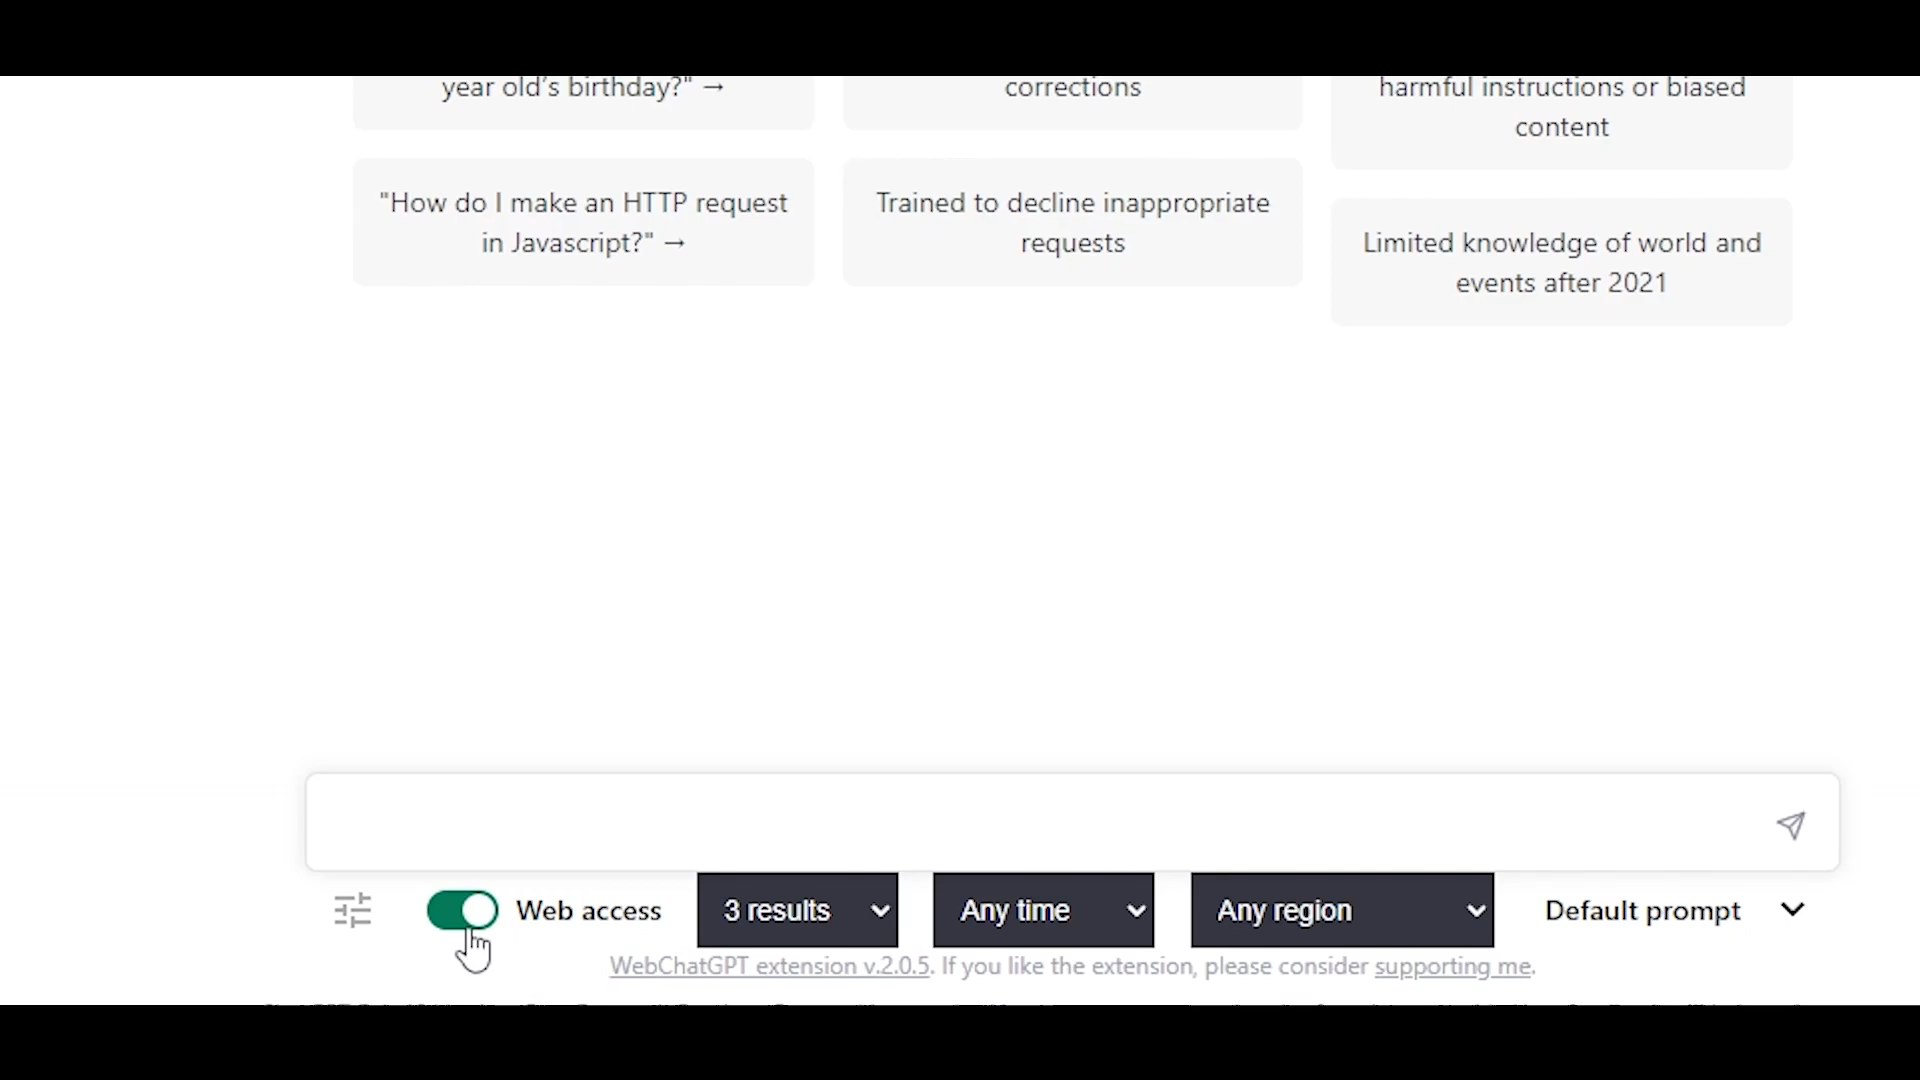 year old's birthday?" →
corrections
harmful instructions or biased
content
"How do I make an HTTP request
in Javascript?" →
Trained to decline inappropriate
requests
Limited knowledge of world and
events after 2021
Web access
3 results
Any time
Any region
Default prompt
WebChatGPT extension v.2.0.5. If you like the extension, please consider supporting me.